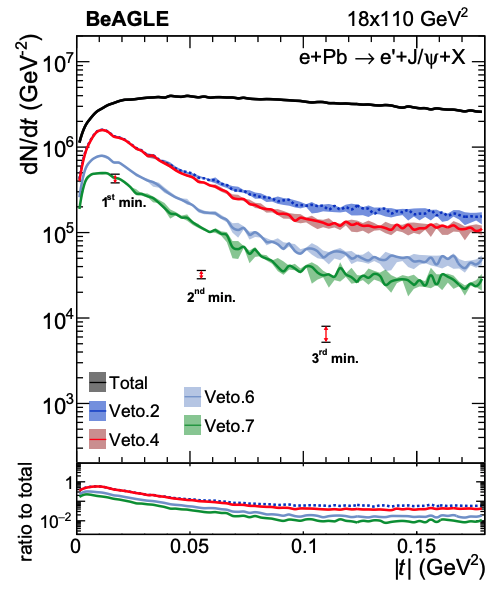 BeAGLE 18x110 GeV²
e+Pb → e'+J/ψ+X
dN/dt (GeV⁻²)
10⁷
10⁶
1ˢᵗ min.
10⁵
2ⁿᵈ min.
10⁴
3ʳᵈ min.
10³
Total
Veto.2
Veto.4
Veto.6
Veto.7
ratio to total
1
10⁻²
0 0.05 0.1 0.15
|t| (GeV²)